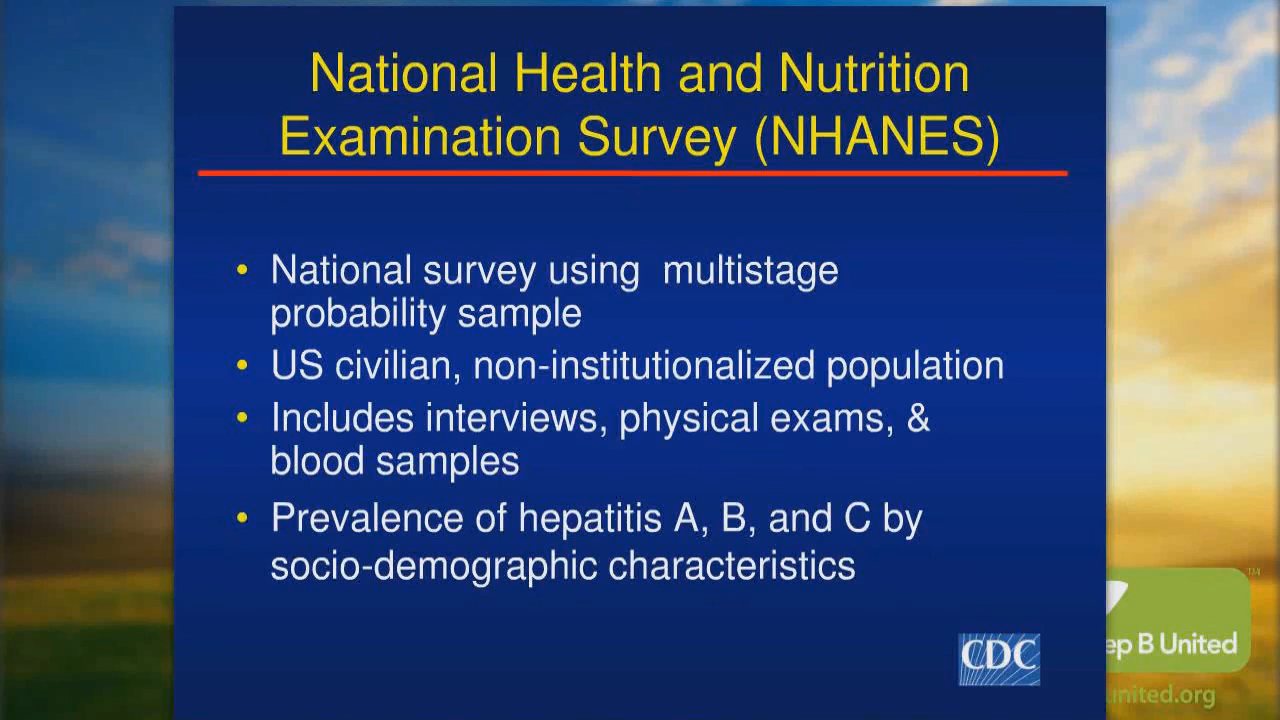 National Health and Nutrition
Examination Survey (NHANES)
• National survey using  multistage
probability sample
• US civilian, non-institutionalized population
• Includes interviews, physical exams, &
blood samples
• Prevalence of hepatitis A, B, and C by
socio-demographic characteristics
CDC
ep B United
™
united.org